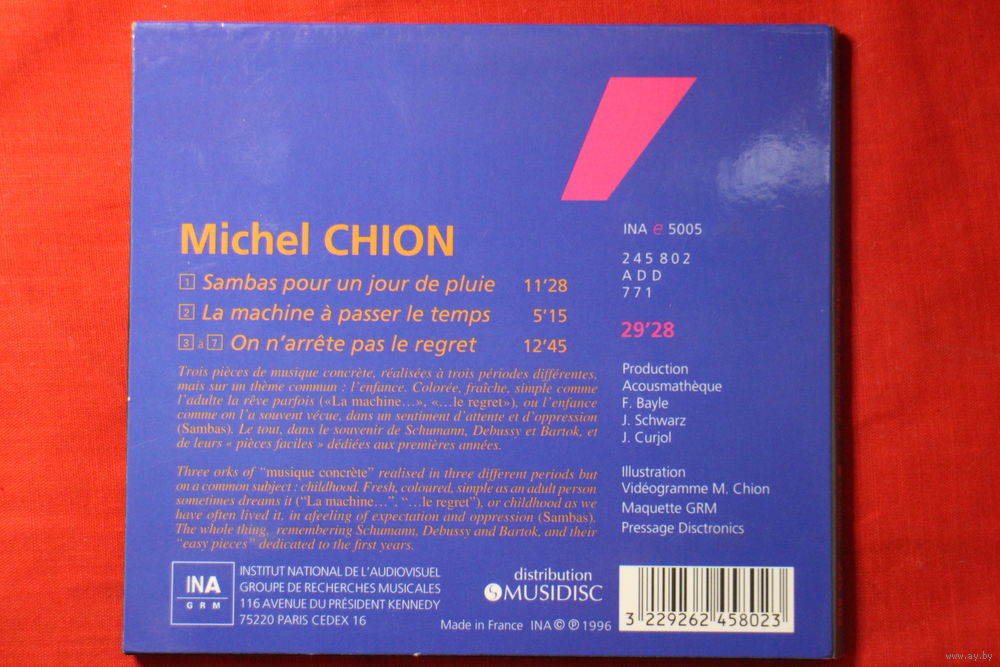 Michel CHION
1 Sambas pour un jour de pluie 11'28
2 La machine à passer le temps 5'15
3 à 7 On n'arrête pas le regret 12'45
Trois pièces de musique concrète, réalisées à trois périodes différentes,
mais sur un thème commun : l'enfance. Colorée, fraîche, simple comme
l'adulte la rêve parfois («La machine…», «…le regret»), ou l'enfance
comme on l'a souvent vécue, dans un sentiment d'attente et d'oppression
(Sambas). Le tout, dans le souvenir de Schumann, Debussy et Bartok, et
de leurs « pièces faciles » dédiées aux premières années.
Three orks of "musique concrète" realised in three different periods but
on a common subject : childhood. Fresh, coloured, simple as an adult person
sometimes dreams it ("La machine…", "…le regret"), or childhood as we
have often lived it, in afeeling of expectation and oppression (Sambas).
The whole thing, remembering Schumann, Debussy and Bartok, and their
"easy pieces" dedicated to the first years.
INA e 5005
245 802
A D D
771
29'28
Production
Acousmathèque
F. Bayle
J. Schwarz
J. Curjol
Illustration
Vidéogramme M. Chion
Maquette GRM
Pressage Disctronics
INA
G R M
INSTITUT NATIONAL DE L'AUDIOVISUEL
GROUPE DE RECHERCHES MUSICALES
116 AVENUE DU PRÉSIDENT KENNEDY
75220 PARIS CEDEX 16
distribution
MUSIDISC
Made in France INA © ℗ 1996
3 229262 458023
www.ay.by